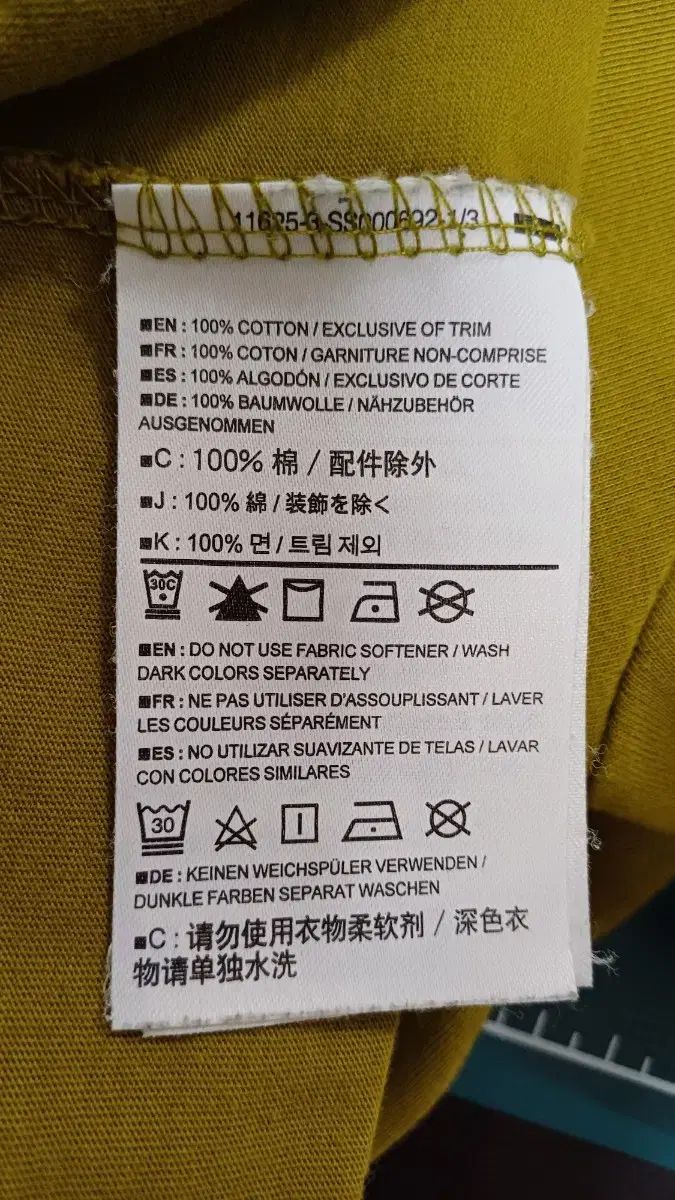 11625-3 SS000692-1/3
EN : 100% COTTON / EXCLUSIVE OF TRIM
FR : 100% COTON / GARNITURE NON-COMPRISE
ES : 100% ALGODÓN / EXCLUSIVO DE CORTE
DE : 100% BAUMWOLLE / NÄHZUBEHÖR
AUSGENOMMEN
C : 100% 棉 / 配件除外
J : 100% 綿 / 装飾を除く
K : 100% 면 / 트림 제외
30C
EN : DO NOT USE FABRIC SOFTENER / WASH
DARK COLORS SEPARATELY
FR : NE PAS UTILISER D'ASSOUPLISSANT / LAVER
LES COULEURS SÉPARÉMENT
ES : NO UTILIZAR SUAVIZANTE DE TELAS / LAVAR
CON COLORES SIMILARES
30
DE : KEINEN WEICHSPÜLER VERWENDEN /
DUNKLE FARBEN SEPARAT WASCHEN
C : 请勿使用衣物柔软剂 / 深色衣
物请单独水洗